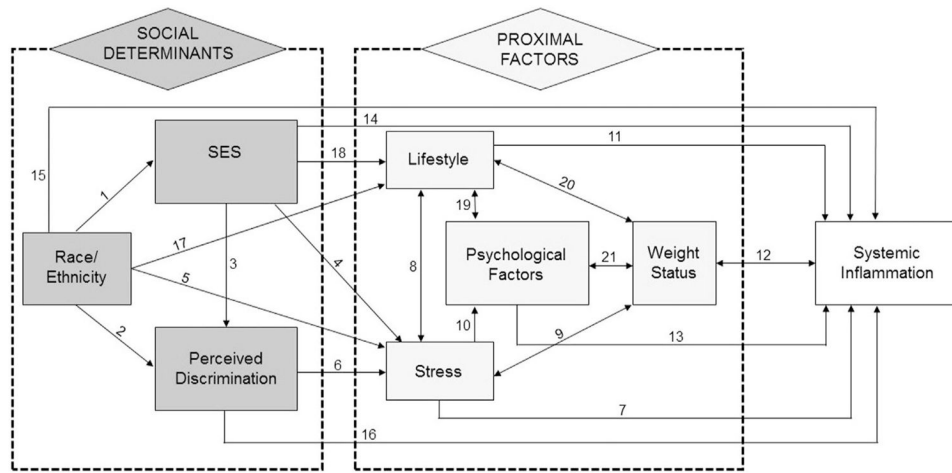 SOCIAL
DETERMINANTS
PROXIMAL
FACTORS
14
11
SES
18
Lifestyle
15
1
20
19
17
Race/
Ethnicity
3
4
8
Psychological
Factors
21
Weight
Status
12
Systemic
Inflammation
5
2
10
9
13
Perceived
Discrimination
6
Stress
7
16